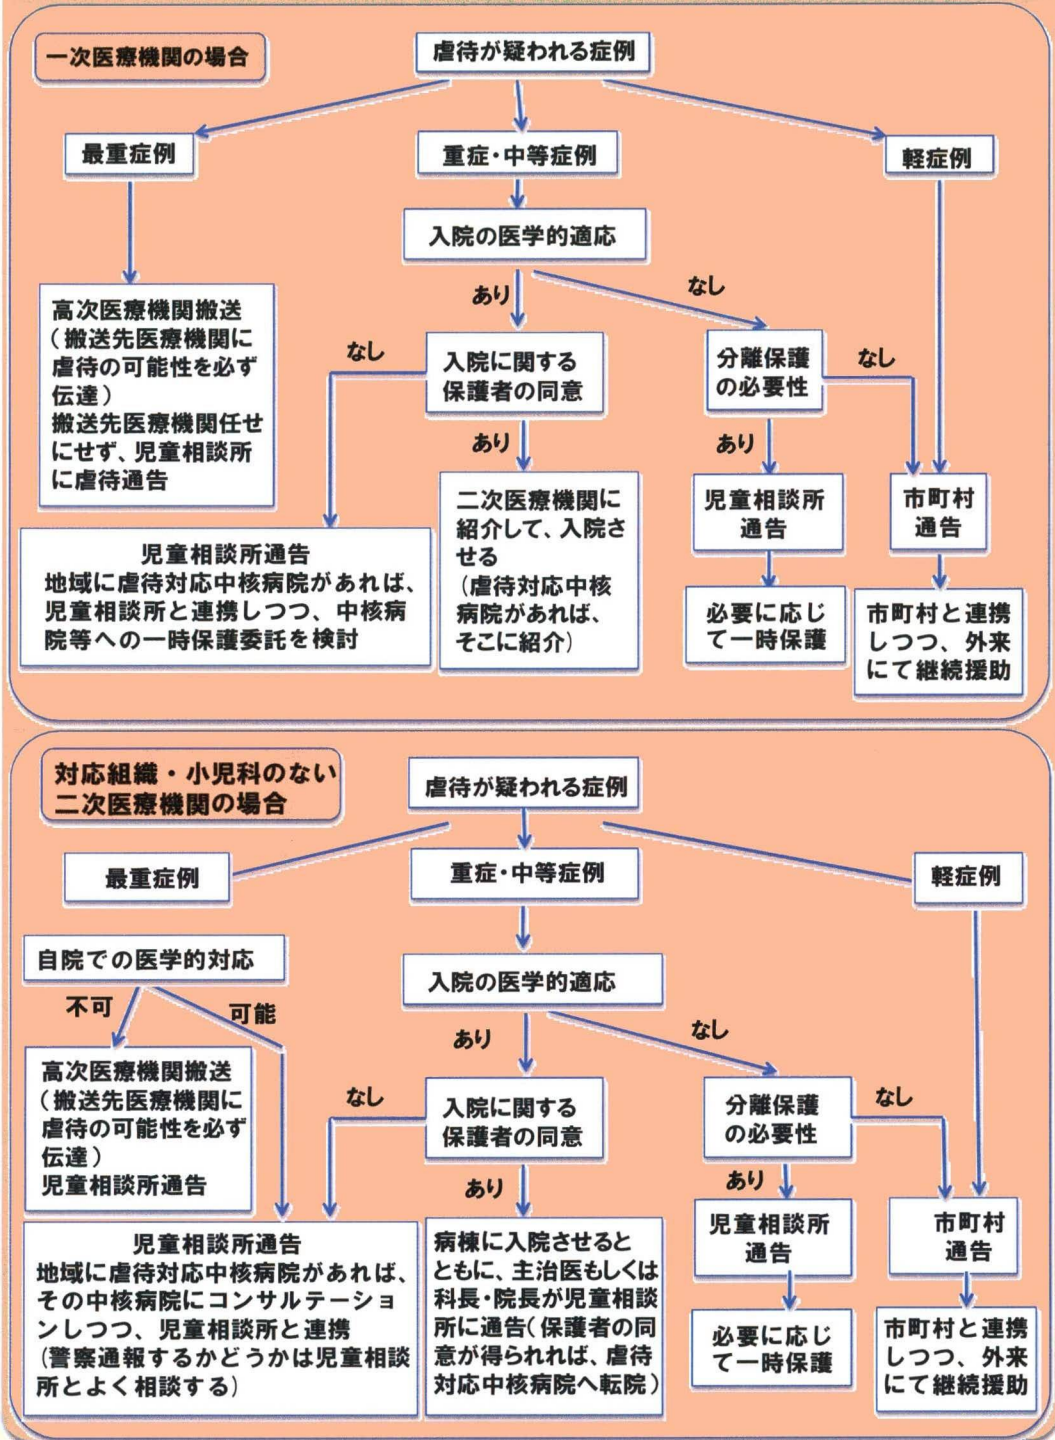 一次医療機関の場合
虐待が疑われる症例
最重症例
重症・中等症例
軽症例
入院の医学的適応
あり
なし
高次医療機関搬送
(搬送先医療機関に
虐待の可能性を必ず
伝達)
搬送先医療機関任せ
にせず、児童相談所
に虐待通告
なし
入院に関する
保護者の同意
分離保護
の必要性
なし
あり
あり
児童相談所通告
地域に虐待対応中核病院があれば、
児童相談所と連携しつつ、中核病
院等への一時保護委託を検討
二次医療機関に
紹介して、入院さ
せる
(虐待対応中核
病院があれば、
そこに紹介)
児童相談所
通告
市町村
通告
必要に応じ
て一時保護
市町村と連携
しつつ、外来
にて継続援助
対応組織・小児科のない
二次医療機関の場合
虐待が疑われる症例
最重症例
重症・中等症例
軽症例
自院での医学的対応
入院の医学的適応
不可
可能
あり
なし
高次医療機関搬送
(搬送先医療機関に
虐待の可能性を必ず
伝達)
児童相談所通告
なし
入院に関する
保護者の同意
分離保護
の必要性
なし
あり
あり
児童相談所通告
地域に虐待対応中核病院があれば、
その中核病院にコンサルテーショ
ンしつつ、児童相談所と連携
(警察通報するかどうかは児童相談
所とよく相談する)
病棟に入院させると
ともに、主治医もしくは
科長・院長が児童相談
所に通告(保護者の同
意が得られれば、虐待
対応中核病院へ転院)
児童相談所
通告
市町村
通告
必要に応じ
て一時保護
市町村と連携
しつつ、外来
にて継続援助